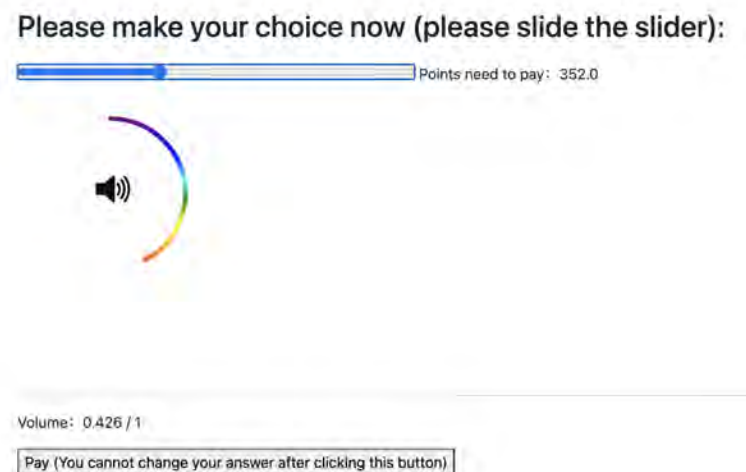 Please make your choice now (please slide the slider):
Points need to pay: 352.0
Volume: 0.426 / 1
Pay (You cannot change your answer after clicking this button)